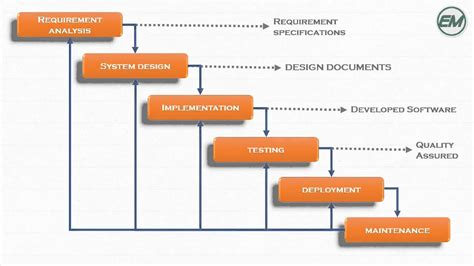 EM
Requirement
analysis
Requirement
specifications
System design
DESIGN DOCUMENTS
Implementation
Developed Software
TESTING
Quality
Assured
DEPLOYMENT
MAINTENANCE